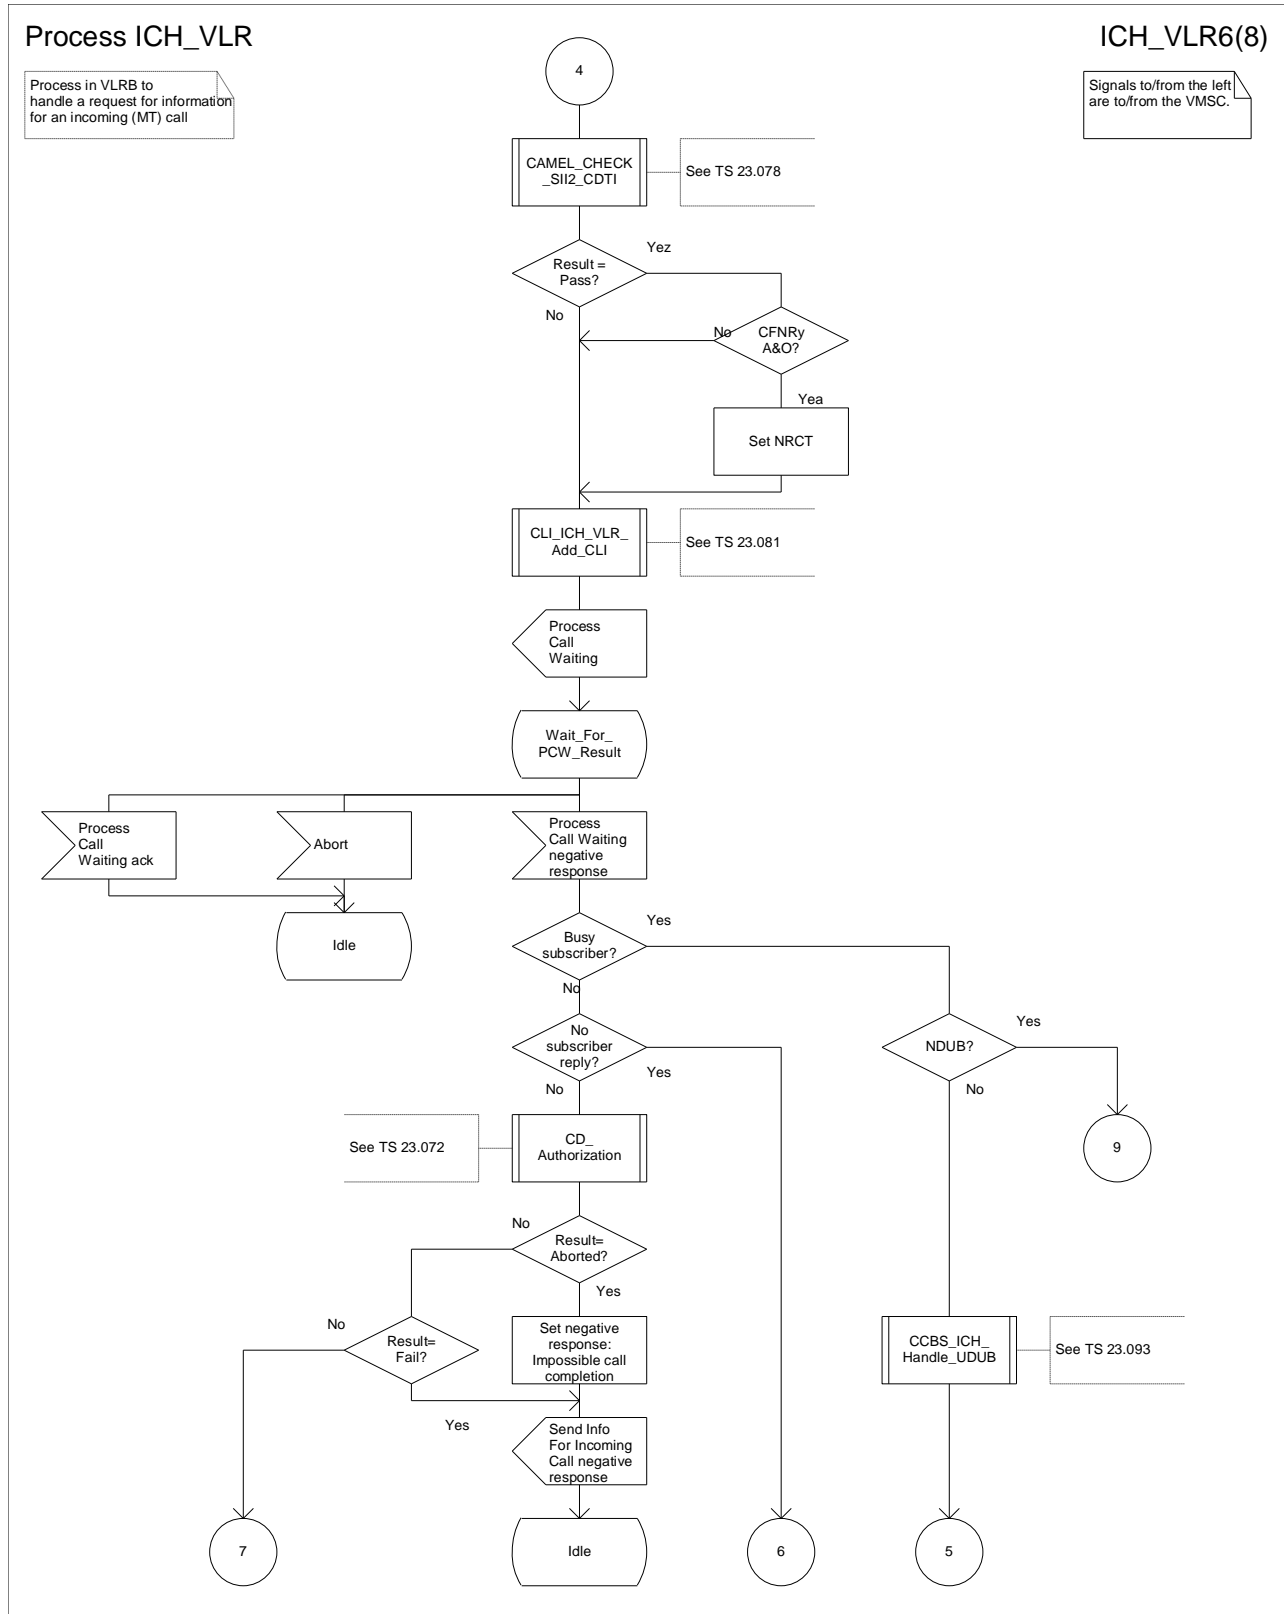 Process ICH_VLR
ICH_VLR6(8)
Process in VLRB to
handle a request for information
for an incoming (MT) call
Signals to/from the left
are to/from the VMSC.
4
CAMEL_CHECK
_SII2_CDTI
See TS 23.078
Yez
Result =
Pass?
No
No
CFNRy
A&O?
Yea
Set NRCT
CLI_ICH_VLR_
Add_CLI
See TS 23.081
Process
Call
Waiting
Wait_For_
PCW_Result
Process
Call
Waiting ack
Abort
Process
Call Waiting
negative
response
Idle
Busy
subscriber?
Yes
No
No
subscriber
reply?
Yes
No
NDUB?
Yes
No
9
See TS 23.072
CD_
Authorization
No
Result=
Aborted?
Yes
No
Result=
Fail?
Yes
Set negative
response:
Impossible call
completion
CCBS_ICH_
Handle_UDUB
See TS 23.093
Send Info
For Incoming
Call negative
response
7
Idle
6
5